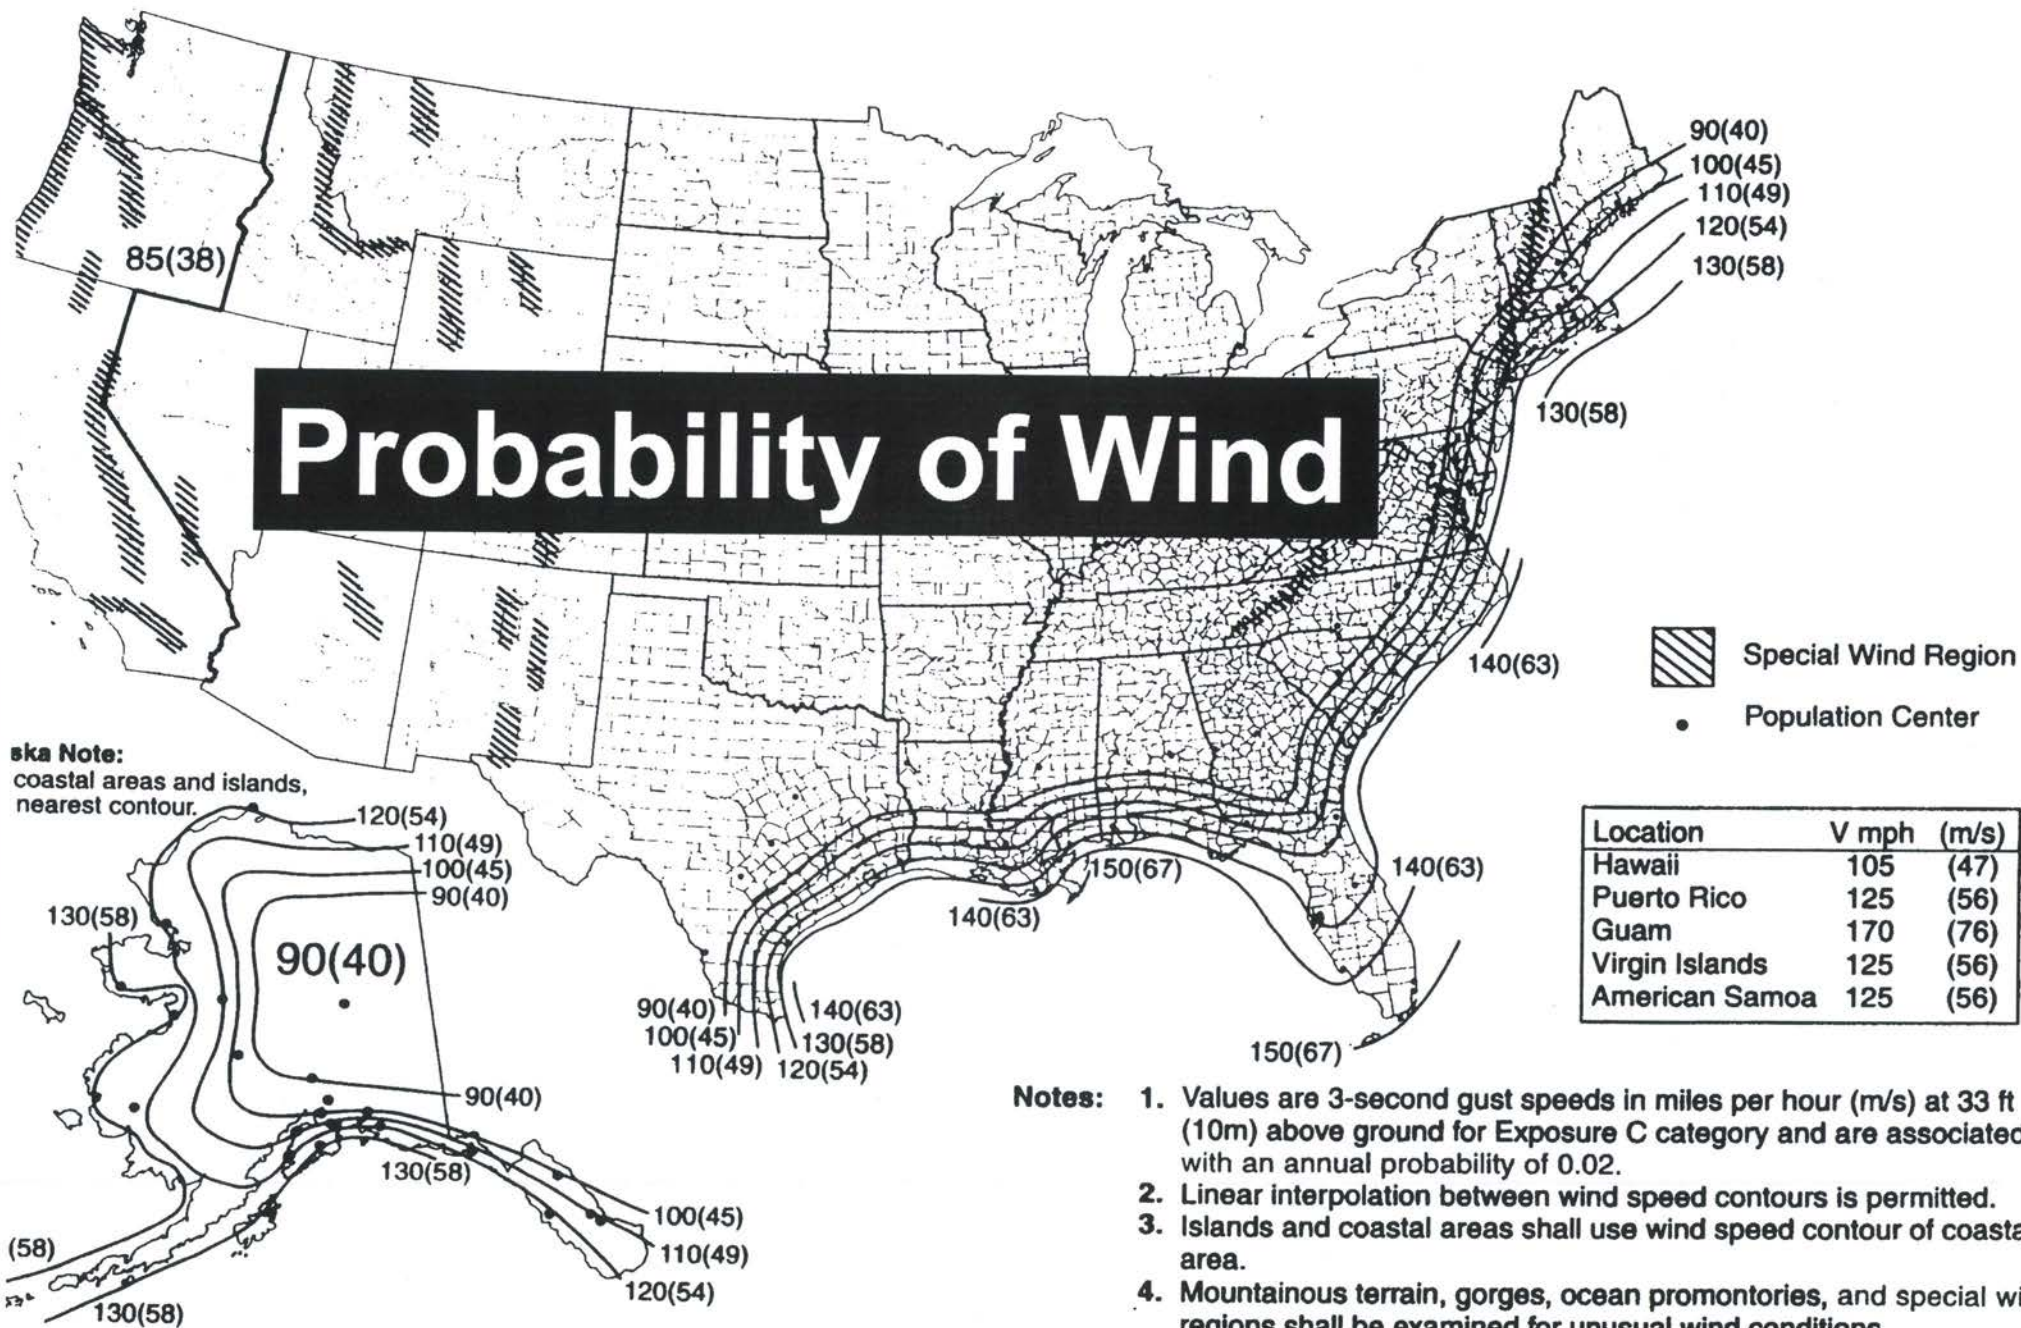 90(40)
100(45)
110(49)
120(54)
130(58)
85(38)
Probability of Wind
130(58)
140(63)
Special Wind Region
Population Center
ska Note:
coastal areas and islands,
nearest contour.
120(54)
110(49)
100(45)
90(40)
130(58)
90(40)
90(40)
130(58)
100(45)
110(49)
120(54)
(58)
130(58)
150(67)
140(63)
140(63)
90(40)
100(45)
110(49)
140(63)
130(58)
120(54)
150(67)
Location V mph (m/s)
Hawaii 105 (47)
Puerto Rico 125 (56)
Guam 170 (76)
Virgin Islands 125 (56)
American Samoa 125 (56)
Notes: 1. Values are 3-second gust speeds in miles per hour (m/s) at 33 ft
(10m) above ground for Exposure C category and are associated
with an annual probability of 0.02.
2. Linear interpolation between wind speed contours is permitted.
3. Islands and coastal areas shall use wind speed contour of coasta
area.
4. Mountainous terrain, gorges, ocean promontories, and special wi
regions shall be examined for unusual wind conditions